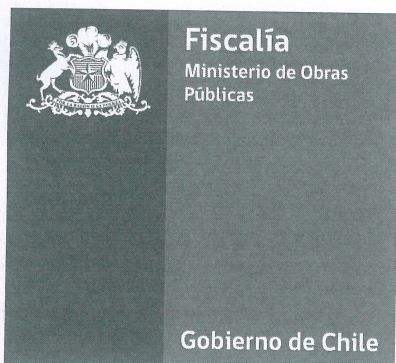 Fiscalía
Ministerio de Obras
Públicas
Gobierno de Chile